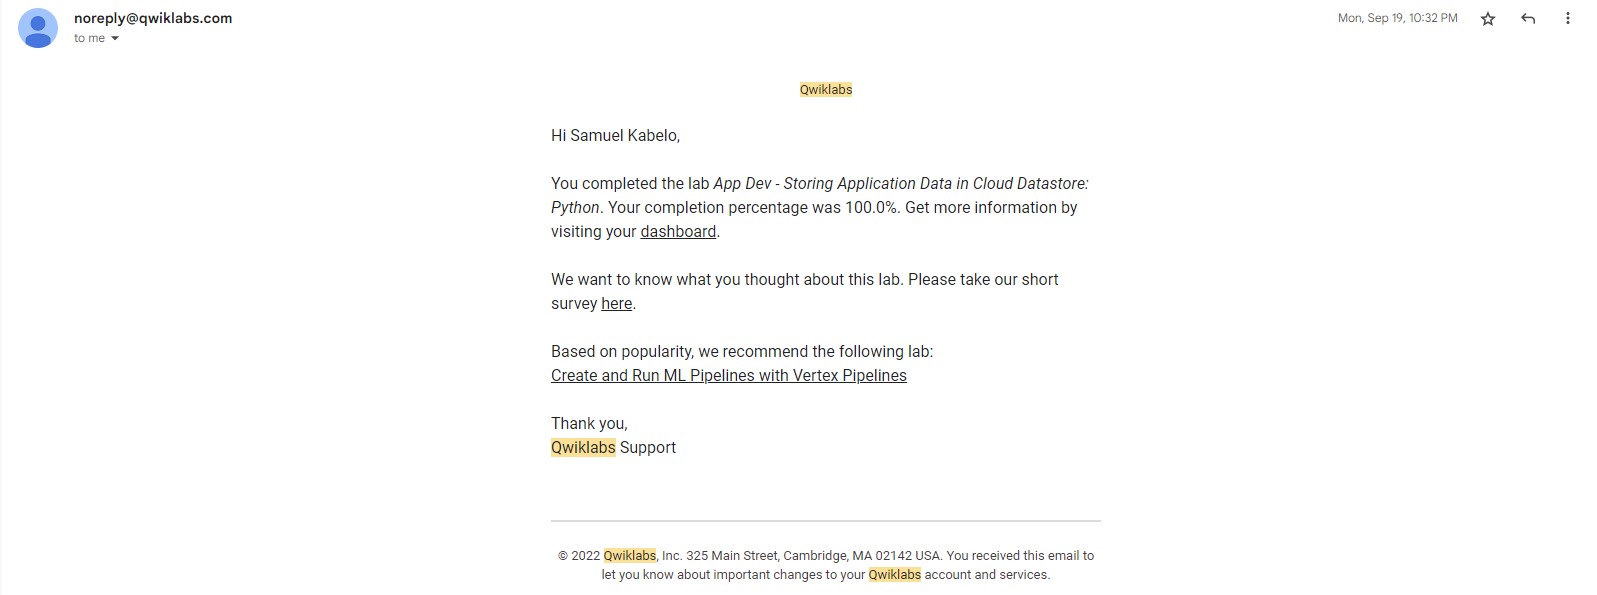 noreply@qwiklabs.com
Mon, Sep 19, 10:32 PM
to me
Qwiklabs
Hi Samuel Kabelo,
You completed the lab App Dev - Storing Application Data in Cloud Datastore:
Python. Your completion percentage was 100.0%. Get more information by
visiting your dashboard.
We want to know what you thought about this lab. Please take our short
survey here.
Based on popularity, we recommend the following lab:
Create and Run ML Pipelines with Vertex Pipelines
Thank you,
Qwiklabs Support
© 2022 Qwiklabs, Inc. 325 Main Street, Cambridge, MA 02142 USA. You received this email to
let you know about important changes to your Qwiklabs account and services.